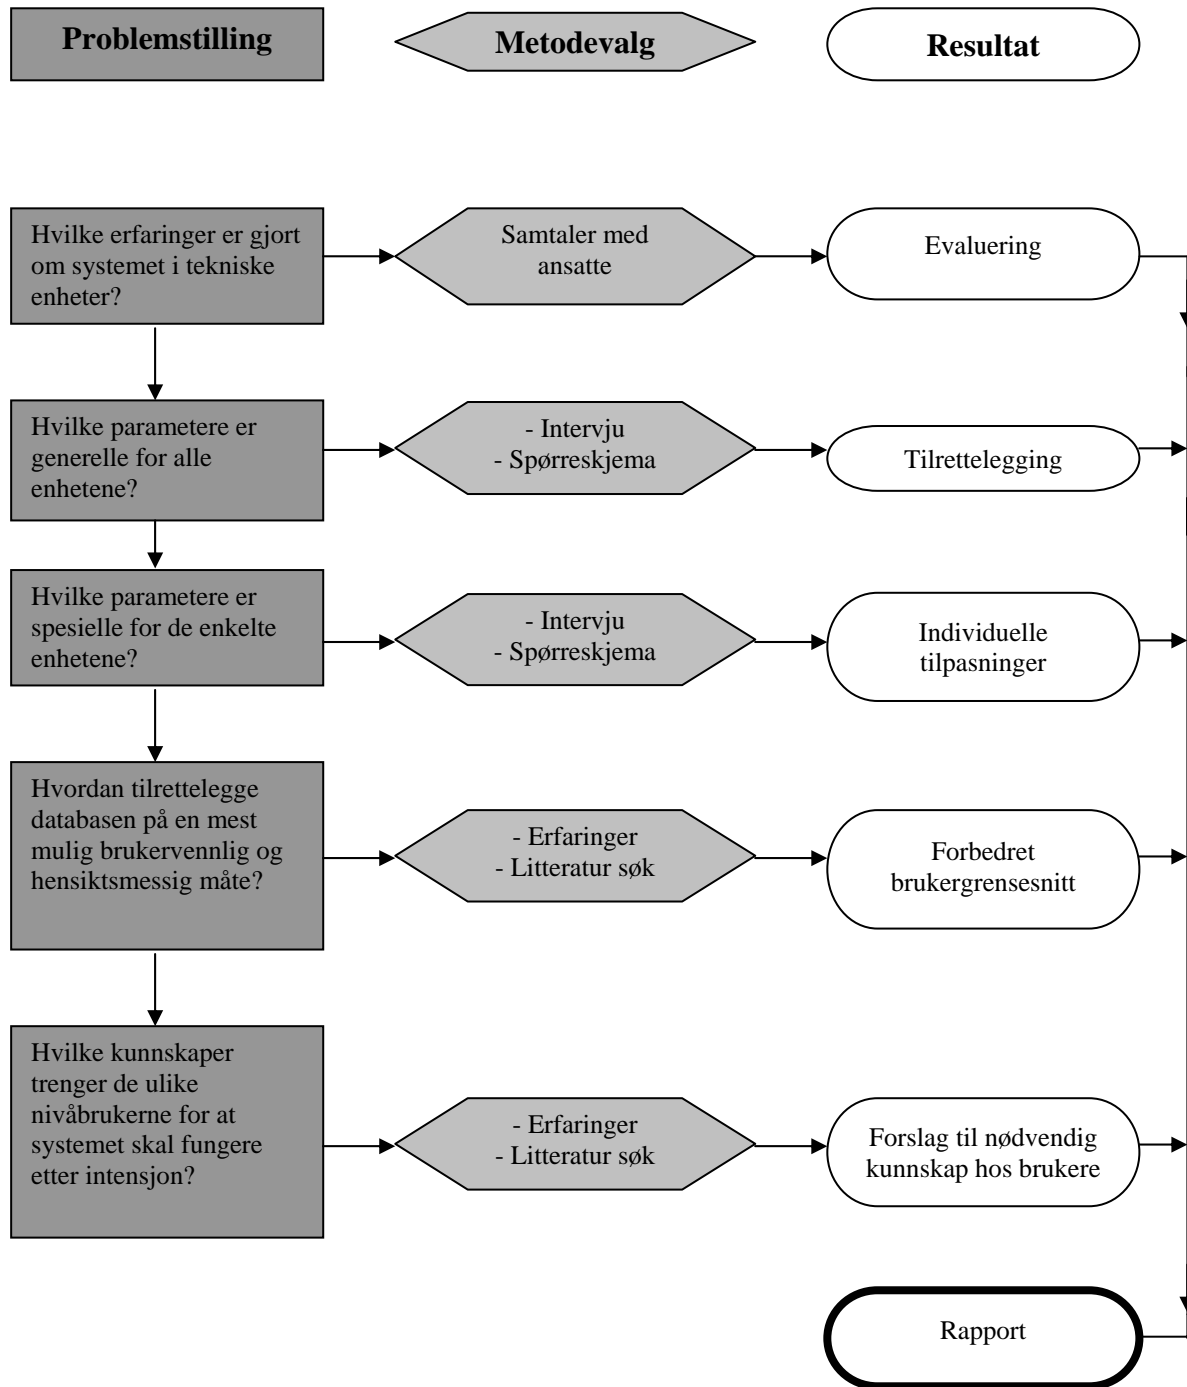 Problemstilling
Metodevalg
Resultat
Hvilke erfaringer er gjort
om systemet i tekniske
enheter?
Samtaler med
ansatte
Evaluering
Hvilke parametere er
generelle for alle
enhetene?
- Intervju
- Spørreskjema
Tilrettelegging
Hvilke parametere er
spesielle for de enkelte
enhetene?
- Intervju
- Spørreskjema
Individuelle
tilpasninger
Hvordan tilrettelegge
databasen på en mest
mulig brukervennlig og
hensiktsmessig måte?
- Erfaringer
- Litteratur søk
Forbedret
brukergrensesnitt
Hvilke kunnskaper
trenger de ulike
nivåbrukerne for at
systemet skal fungere
etter intensjon?
- Erfaringer
- Litteratur søk
Forslag til nødvendig
kunnskap hos brukere
Rapport